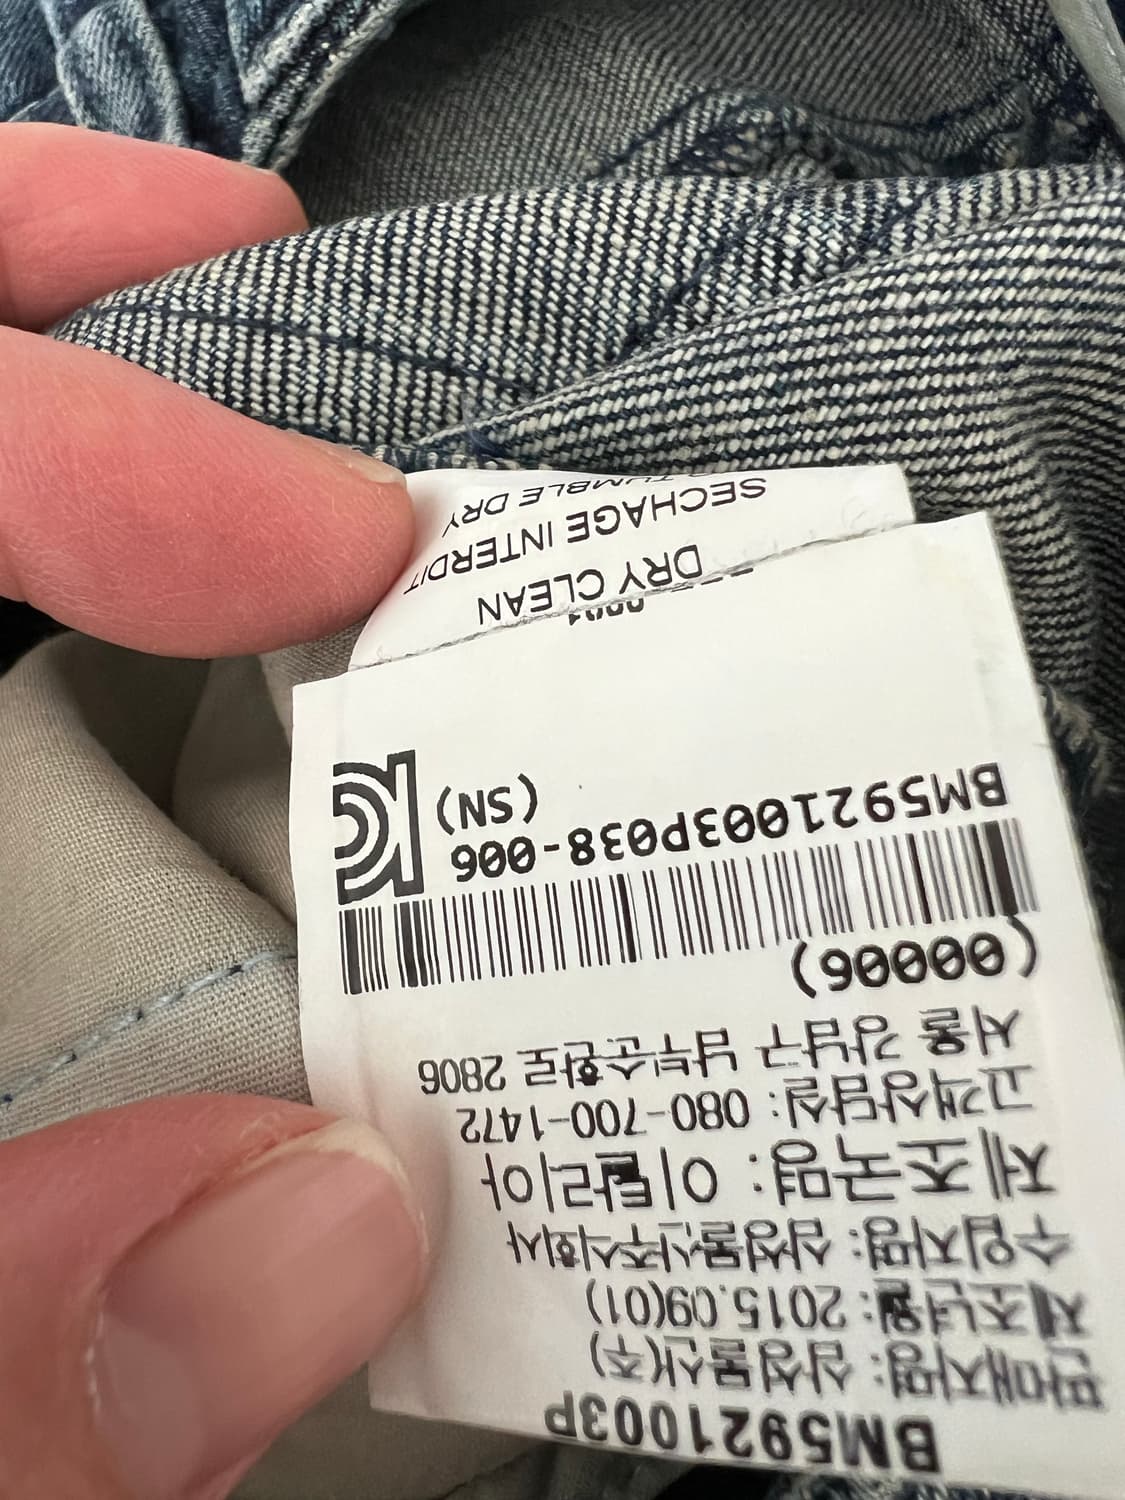 BM5921003P
판매자명: 삼성물산(주)
제조년월: 2015.09(01)
수입자명: 삼성물산주식회사
제조국명: 이탈리아
고객상담실: 080-700-1472
서울 강남구 남부순환로 2806
(00006)
BM5921003P038-006
(SN)
DRY CLEAN
SECHAGE INTERDIT
TUMBLE DRY